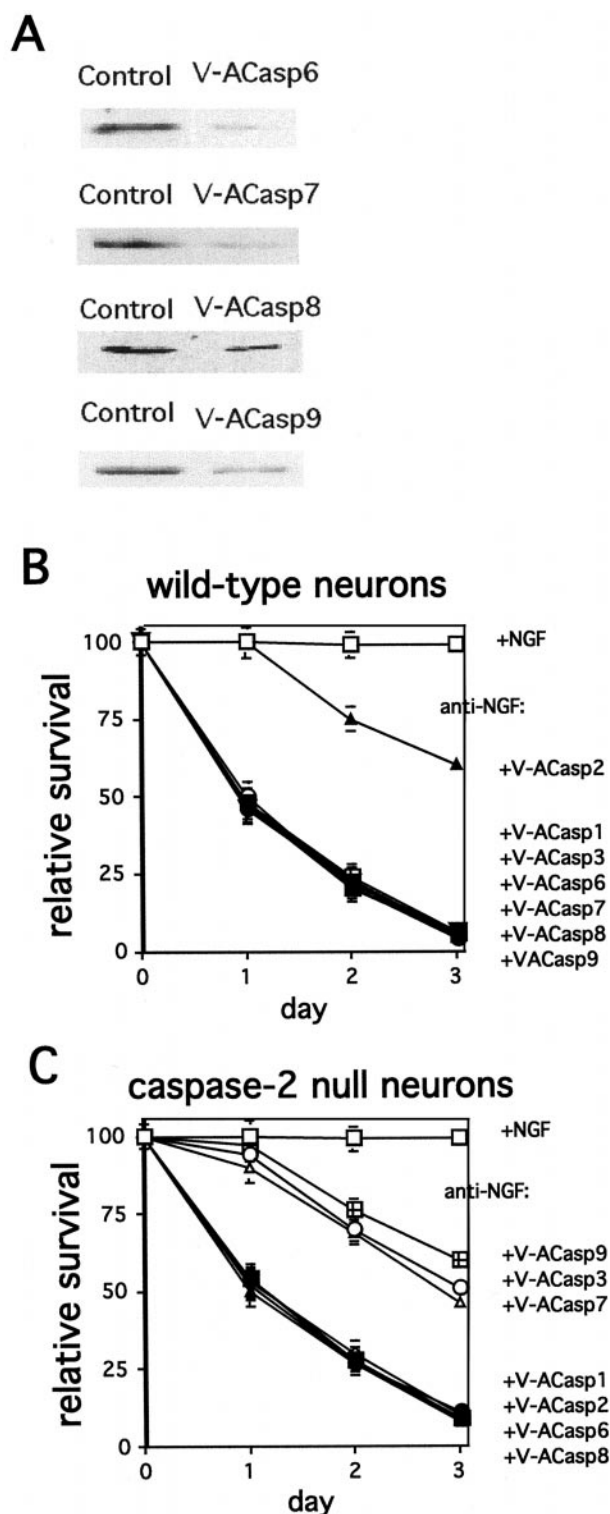 A
Control V-ACasp6
Control V-ACasp7
Control V-ACasp8
Control V-ACasp9
B
wild-type neurons
100
75
50
25
0
relative survival
0 1 2 3
day
+NGF
anti-NGF:
+V-ACasp2
+V-ACasp1
+V-ACasp3
+V-ACasp6
+V-ACasp7
+V-ACasp8
+VACasp9
C
caspase-2 null neurons
100
75
50
25
0
relative survival
0 1 2 3
day
+NGF
anti-NGF:
+V-ACasp9
+V-ACasp3
+V-ACasp7
+V-ACasp1
+V-ACasp2
+V-ACasp6
+V-ACasp8